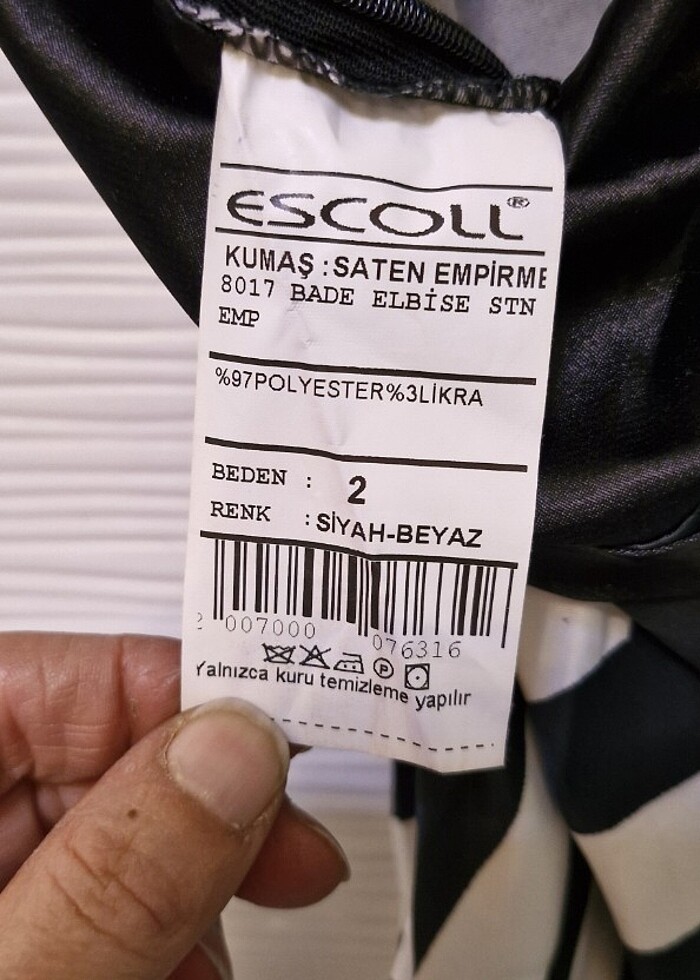 ESCOLL®
KUMAŞ :SATEN EMPİRME
8017 BADE ELBİSE STN
EMP
%97POLYESTER%3LİKRA
BEDEN : 2
RENK :SİYAH-BEYAZ
2 007000 076316
P
Yalnızca kuru temizleme yapılır